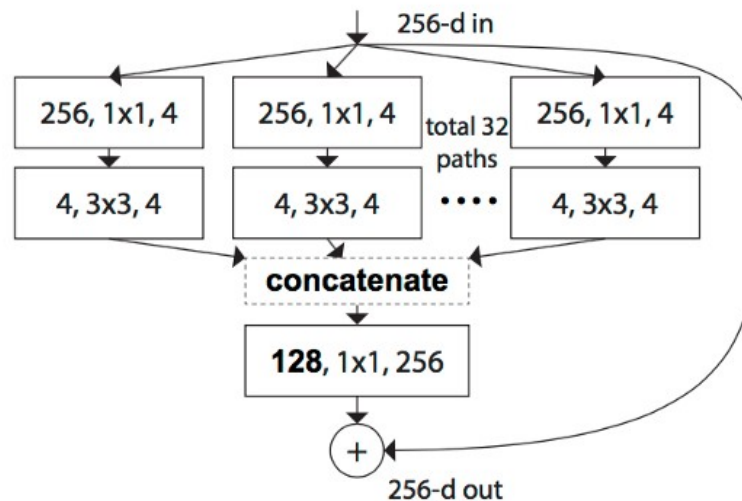 256-d in
256, 1x1, 4
256, 1x1, 4
total 32
paths
256, 1x1, 4
4, 3x3, 4
4, 3x3, 4
....
4, 3x3, 4
concatenate
128, 1x1, 256
+
256-d out